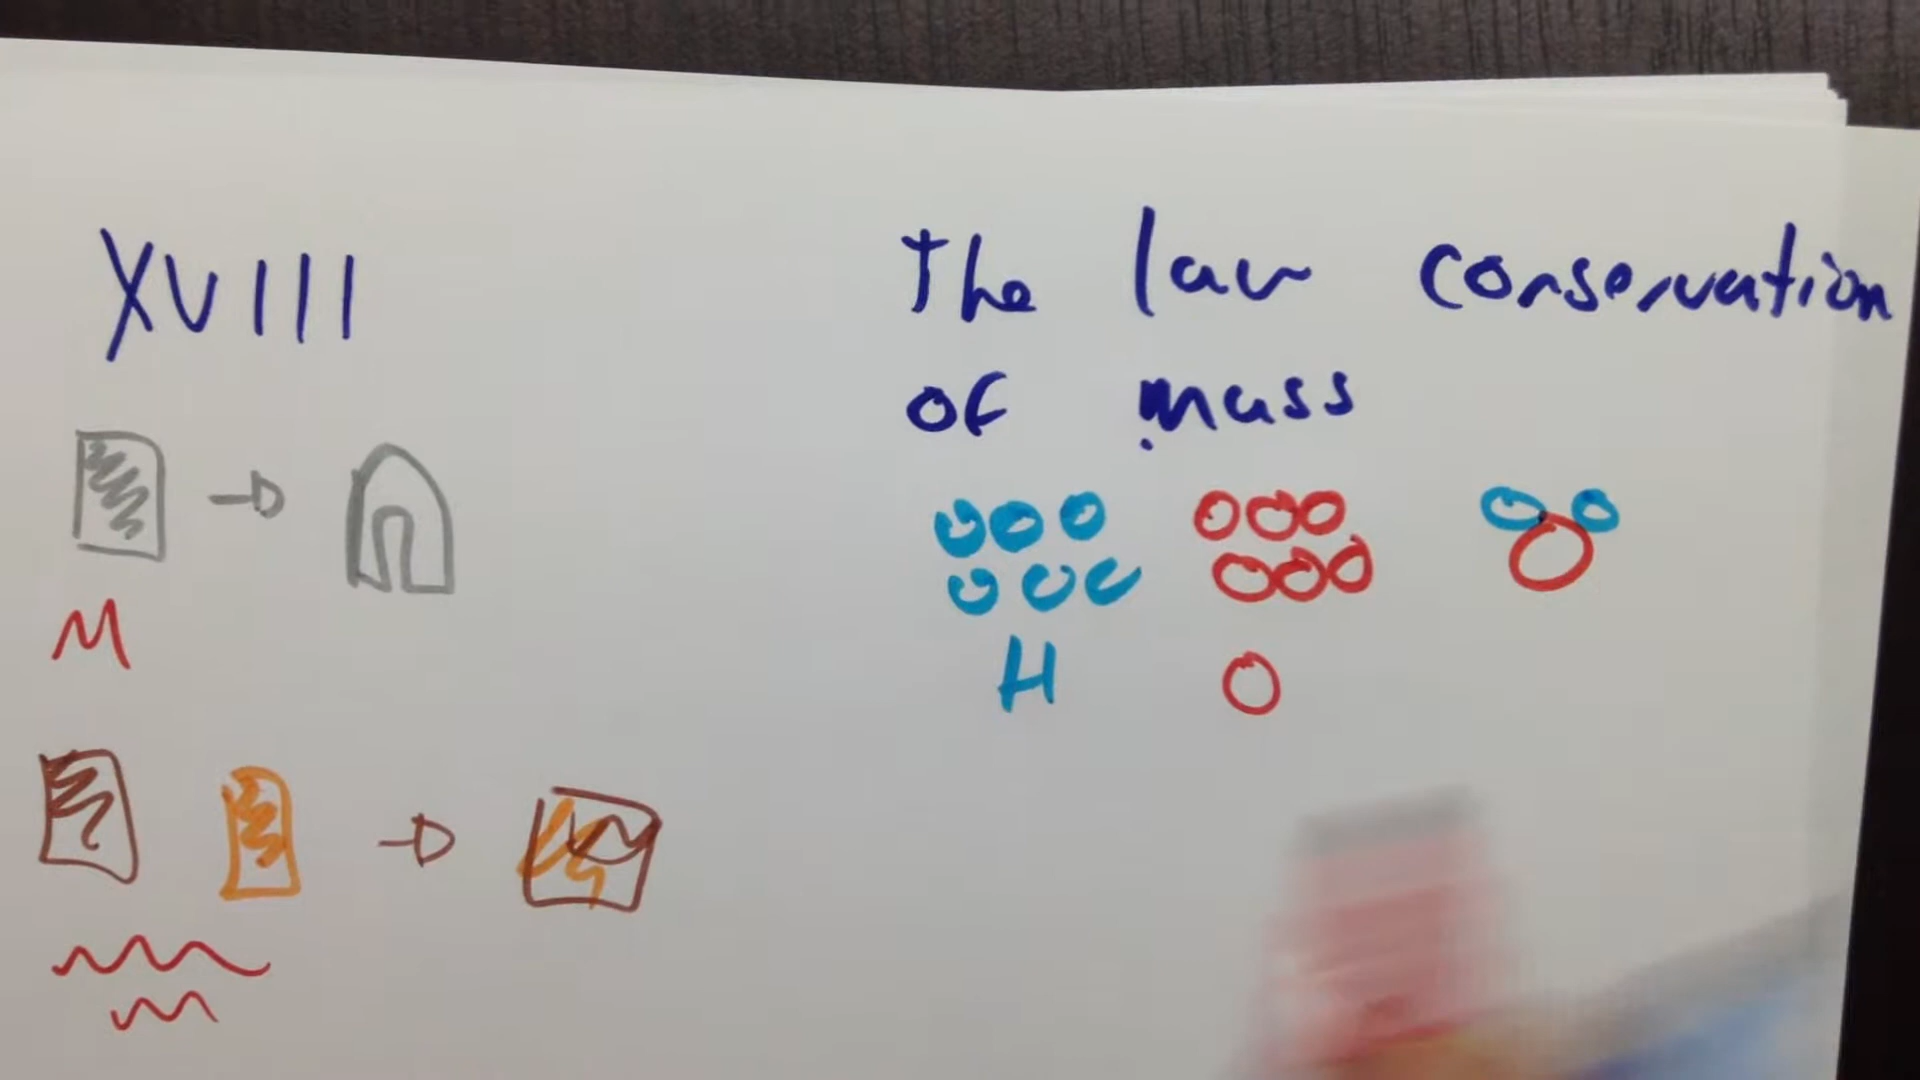 XVIII
The law conservation
of mass
H O
M